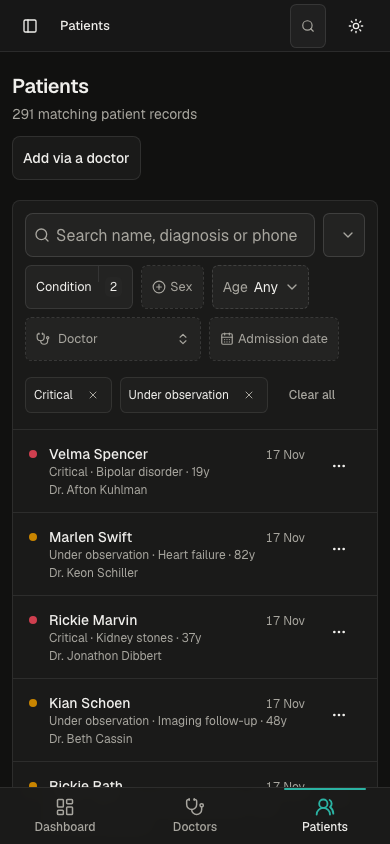 Patients
Patients
291 matching patient records
Add via a doctor
Search name, diagnosis or phone
Condition 2 Sex Age Any
Doctor Admission date
Critical Under observation Clear all
Velma Spencer 17 Nov
Critical · Bipolar disorder · 19y
Dr. Afton Kuhlman
Marlen Swift 17 Nov
Under observation · Heart failure · 82y
Dr. Keon Schiller
Rickie Marvin 17 Nov
Critical · Kidney stones · 37y
Dr. Jonathon Dibbert
Kian Schoen 17 Nov
Under observation · Imaging follow-up · 48y
Dr. Beth Cassin
Rickie Bath 17 Nov
Dashboard Doctors Patients